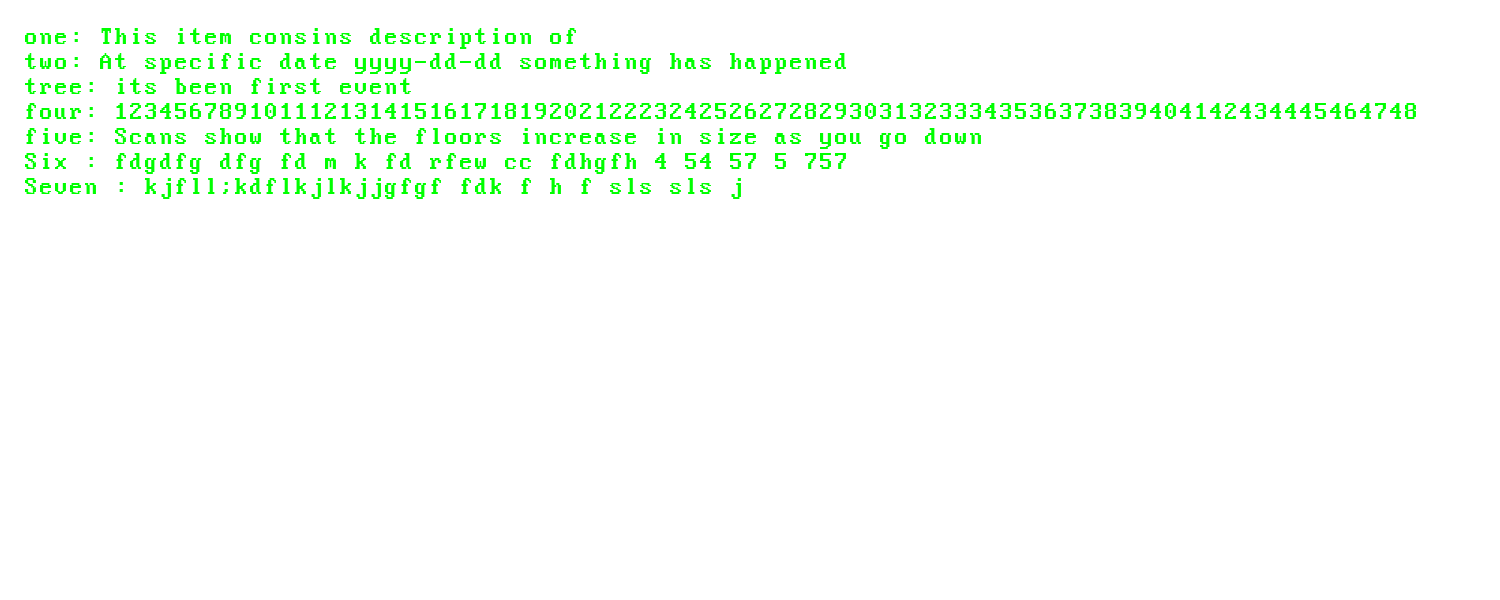 one: This item consins description of
two: At specific date yyyy-dd-dd something has happened
tree: its been first event
four: 123456789101112131415161718192021222324252627282930313233343536373839404142434445464748
five: Scans show that the floors increase in size as you go down
Six : fdgdfg dfg fd m k fd rfew cc fdhgfh 4 54 57 5 757
Seven : kjfll;kdflkjlkjjgfgf fdk f h f sls sls j